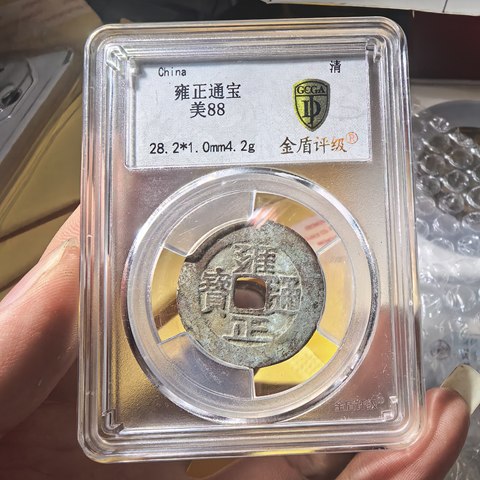 China
清
雍正通宝
美88
28.2*1.0mm4.2g
GCGA
金盾评级
雍正通寶